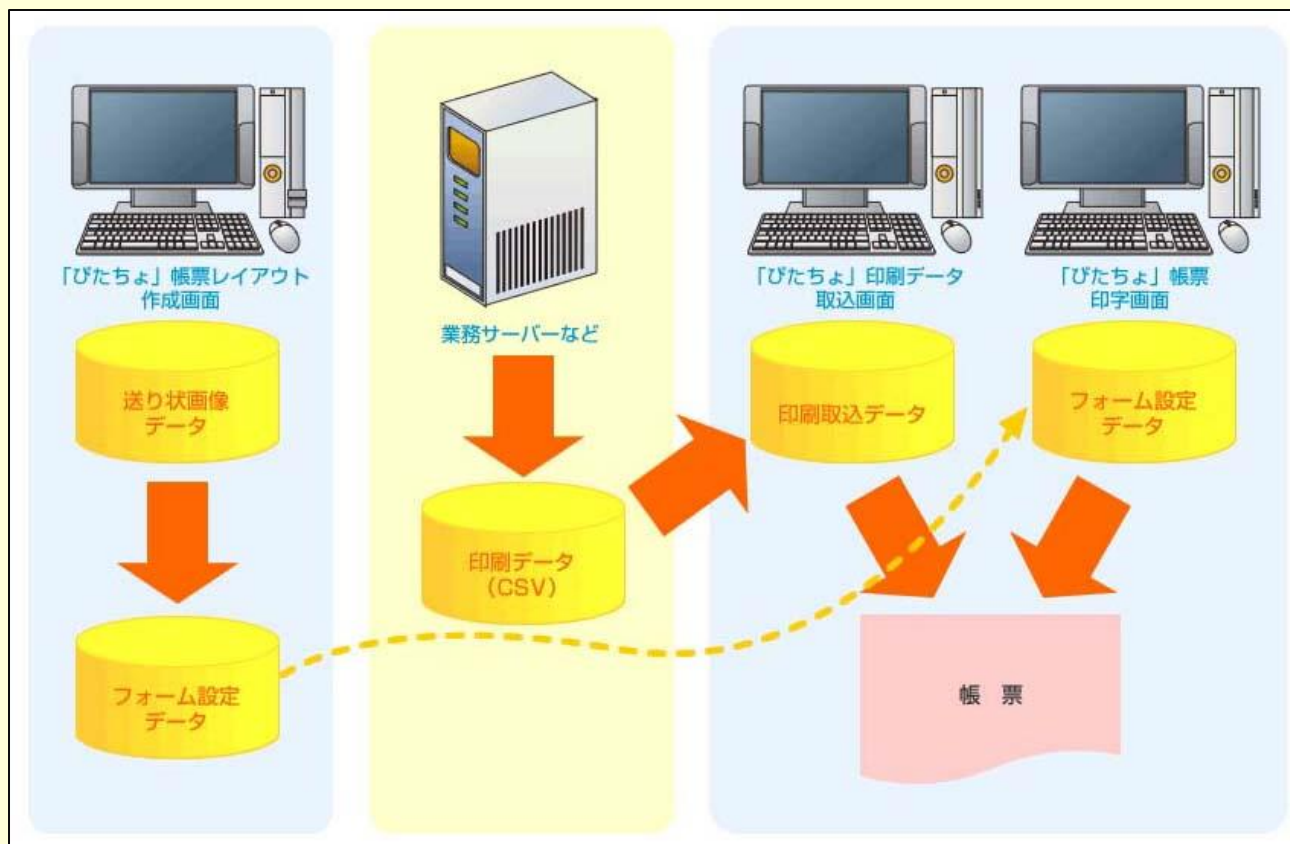 「ぴたちょ」帳票レイアウト
作成画面
送り状画像
データ
フォーム設定
データ
業務サーバーなど
印刷データ
（CSV）
「ぴたちょ」印刷データ
取込画面
印刷取込データ
「ぴたちょ」帳票
印字画面
フォーム設定
データ
帳　票